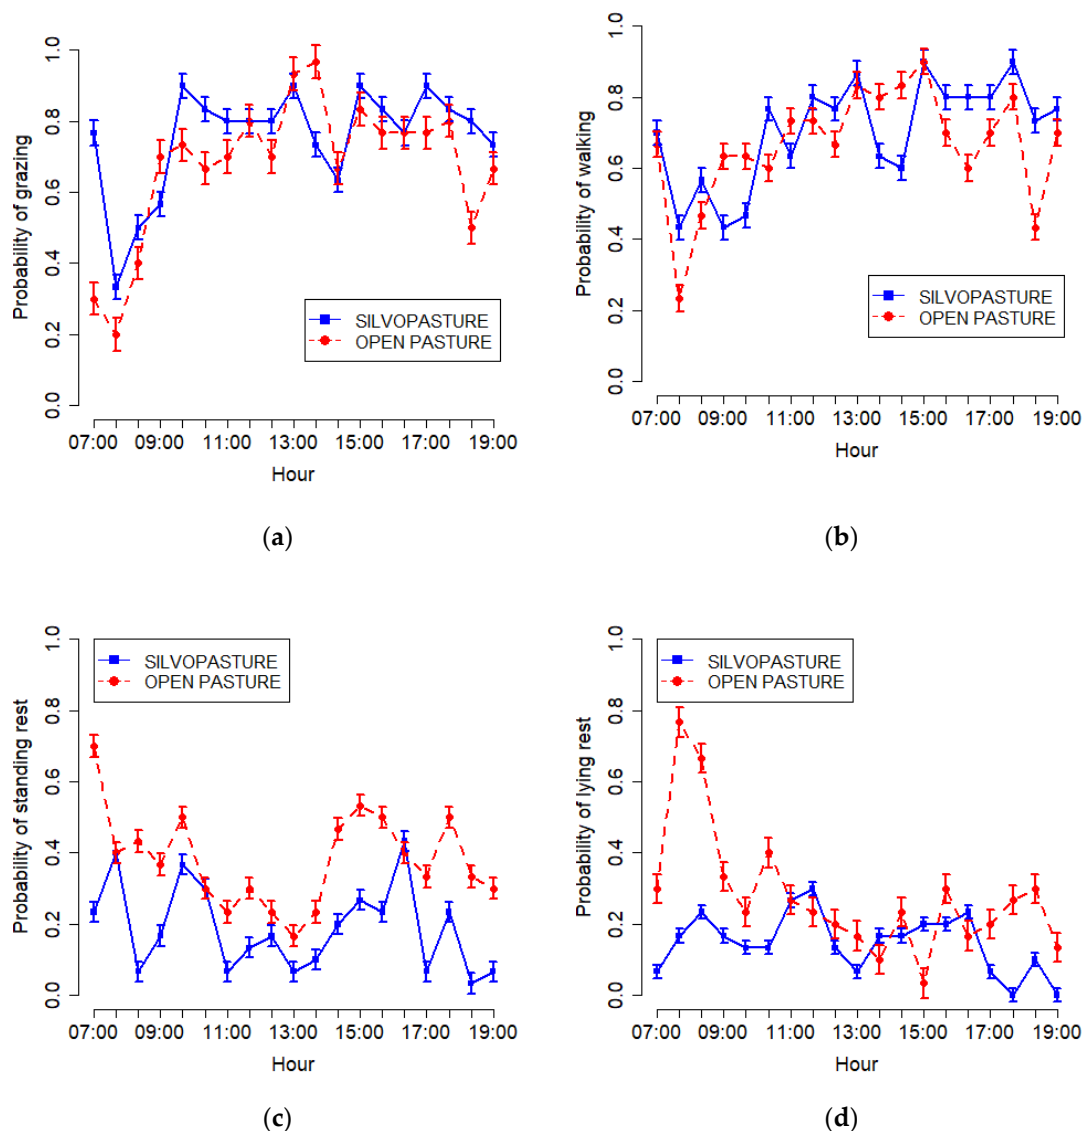 Probability of grazing
1.0
0.8
0.6
0.4
0.2
0.0
SILVOPASTURE
OPEN PASTURE
07:00 09:00 11:00 13:00 15:00 17:00 19:00
Hour
(a)
Probability of walking
1.0
0.8
0.6
0.4
0.2
0.0
SILVOPASTURE
OPEN PASTURE
07:00 09:00 11:00 13:00 15:00 17:00 19:00
Hour
(b)
Probability of standing rest
1.0
0.8
0.6
0.4
0.2
0.0
SILVOPASTURE
OPEN PASTURE
07:00 09:00 11:00 13:00 15:00 17:00 19:00
Hour
(c)
Probability of lying rest
1.0
0.8
0.6
0.4
0.2
0.0
SILVOPASTURE
OPEN PASTURE
07:00 09:00 11:00 13:00 15:00 17:00 19:00
Hour
(d)